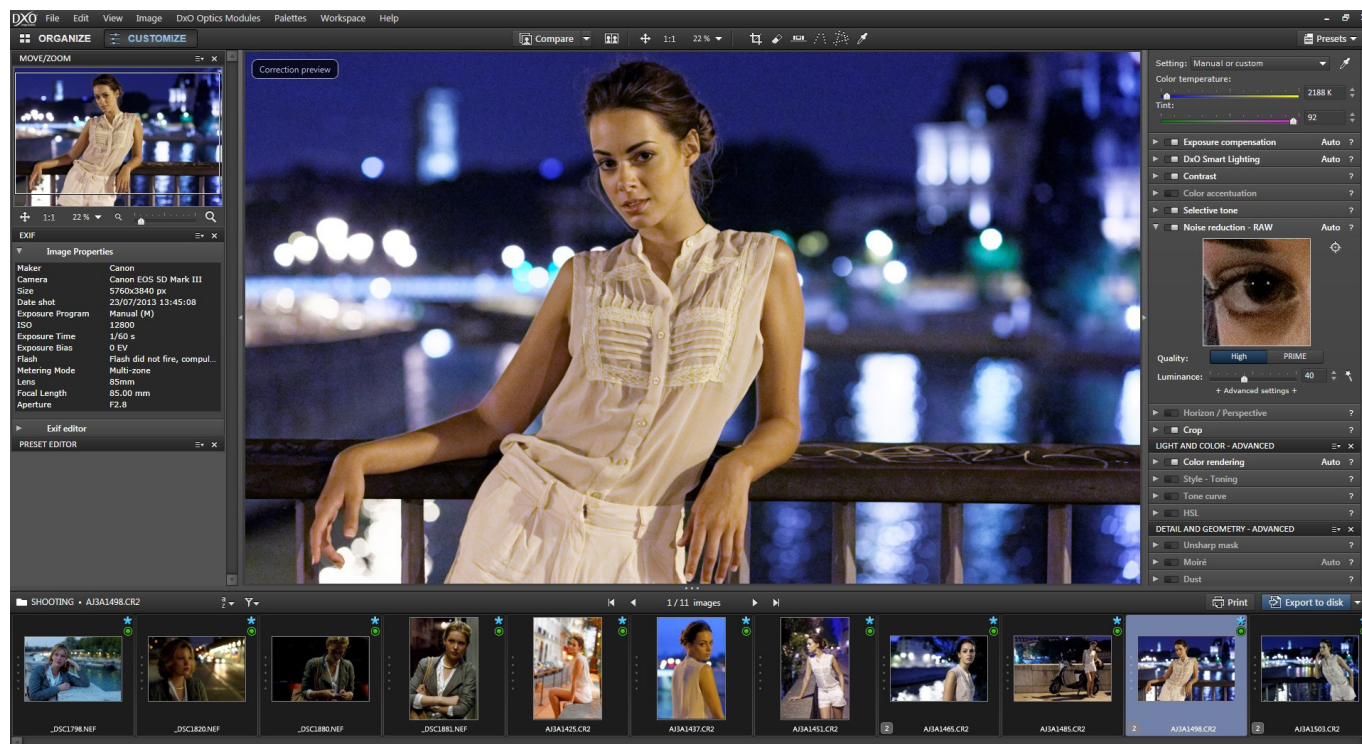 DXO File Edit View Image DxO Optics Modules Palettes Workspace Help
ORGANIZE CUSTOMIZE Compare 1:1 22 % Presets
MOVE/ZOOM
Correction preview
1:1 22 %
EXIF
Image Properties
Maker Canon
Camera Canon EOS 5D Mark III
Size 5760x3840 px
Date shot 23/07/2013 13:45:08
Exposure Program Manual (M)
ISO 12800
Exposure Time 1/60 s
Exposure Bias 0 EV
Flash Flash did not fire, compul...
Metering Mode Multi-zone
Lens 85mm
Focal Length 85.00 mm
Aperture F2.8
Exif editor
PRESET EDITOR
Setting: Manual or custom
Color temperature:
2188 K
Tint:
92
Exposure compensation Auto ?
DxO Smart Lighting Auto ?
Contrast ?
Color accentuation ?
Selective tone ?
Noise reduction - RAW Auto ?
Quality: High PRIME
Luminance: 40
+ Advanced settings +
Horizon / Perspective ?
Crop ?
LIGHT AND COLOR - ADVANCED
Color rendering Auto ?
Style - Toning ?
Tone curve ?
HSL ?
DETAIL AND GEOMETRY - ADVANCED
Unsharp mask ?
Moiré Auto ?
Dust ?
SHOOTING • AJ3A1498.CR2 a z 1 / 11 images Print Export to disk
2 2 2
_DSC1798.NEF _DSC1820.NEF _DSC1880.NEF _DSC1881.NEF AJ3A1425.CR2 AJ3A1437.CR2 AJ3A1451.CR2 AJ3A1465.CR2 AJ3A1485.CR2 AJ3A1498.CR2 AJ3A1503.CR2